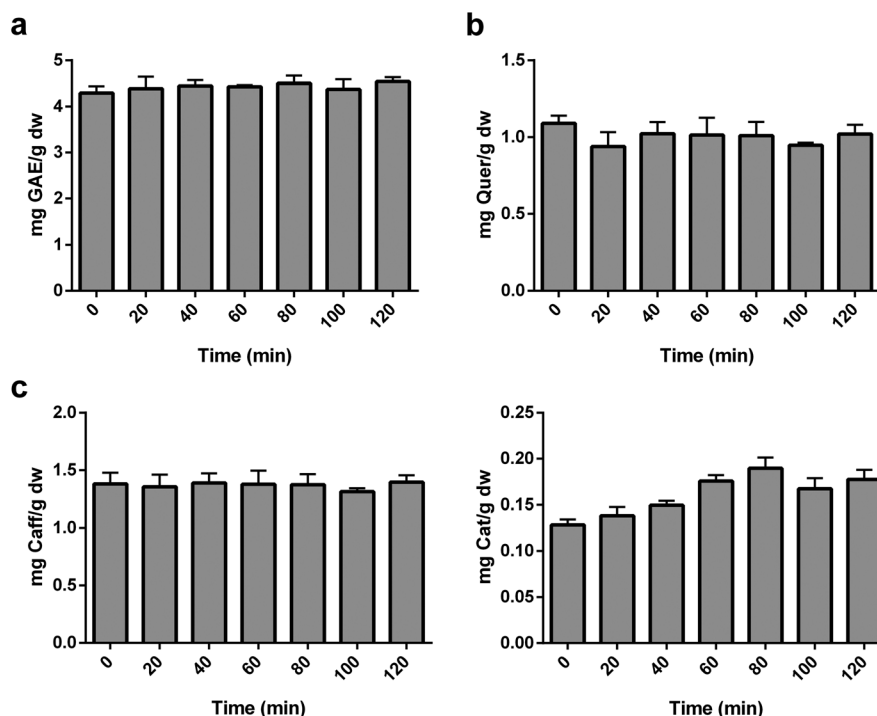 a
mg GAE/g dw
5
4
3
2
1
0
0 20 40 60 80 100 120
Time (min)
b
mg Quer/g dw
1.5
1.0
0.5
0.0
0 20 40 60 80 100 120
Time (min)
c
mg Caff/g dw
2.0
1.5
1.0
0.5
0.0
0 20 40 60 80 100 120
Time (min)
mg Cat/g dw
0.25
0.20
0.15
0.10
0.05
0.00
0 20 40 60 80 100 120
Time (min)